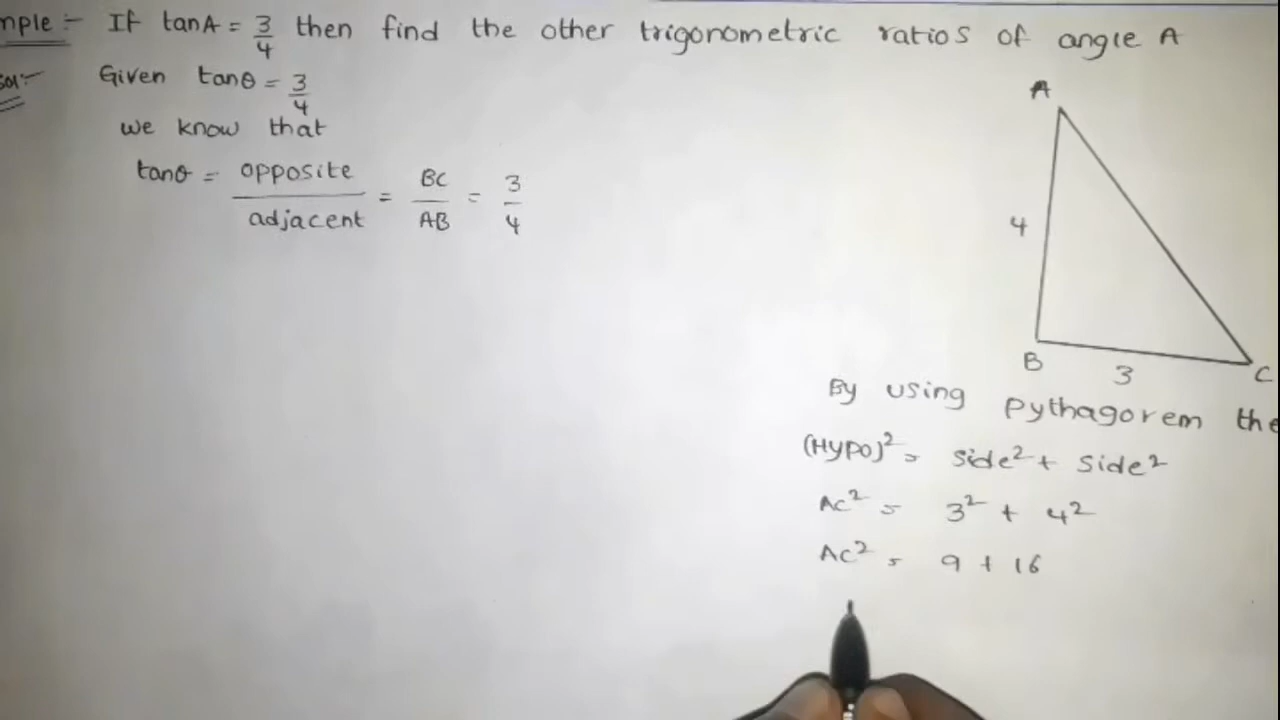 mple :- If tanA = 3/4 then find the other trigonometric ratios of angle A
Sol:- Given tanθ = 3/4
we know that
tanθ = opposite/adjacent = BC/AB = 3/4
A
4
B
3
C
By using pythagorem the
(Hypo)² = side² + side²
AC² = 3² + 4²
AC² = 9 + 16